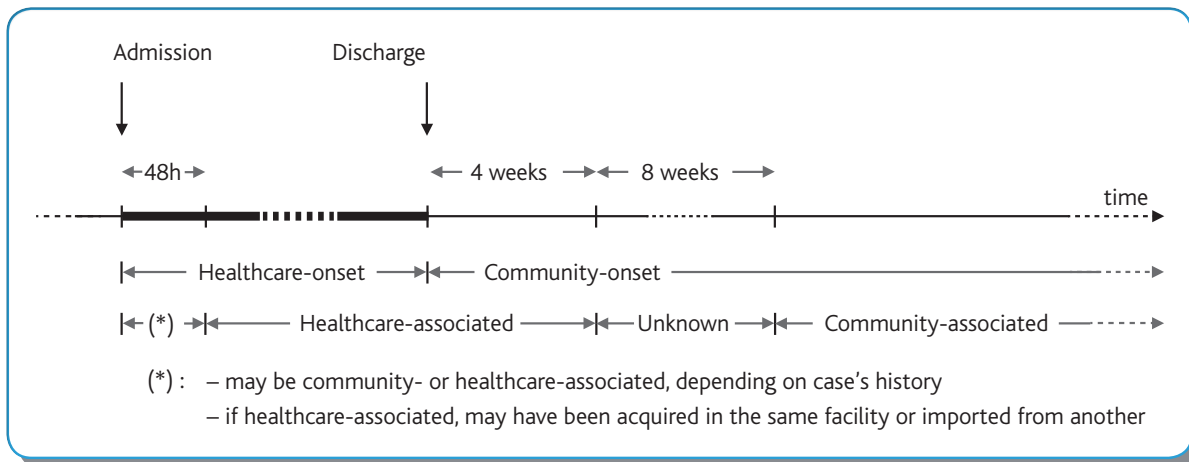 Admission Discharge
48h 4 weeks 8 weeks
time
Healthcare-onset Community-onset
(*) Healthcare-associated Unknown Community-associated
(*) : – may be community- or healthcare-associated, depending on case’s history
– if healthcare-associated, may have been acquired in the same facility or imported from another